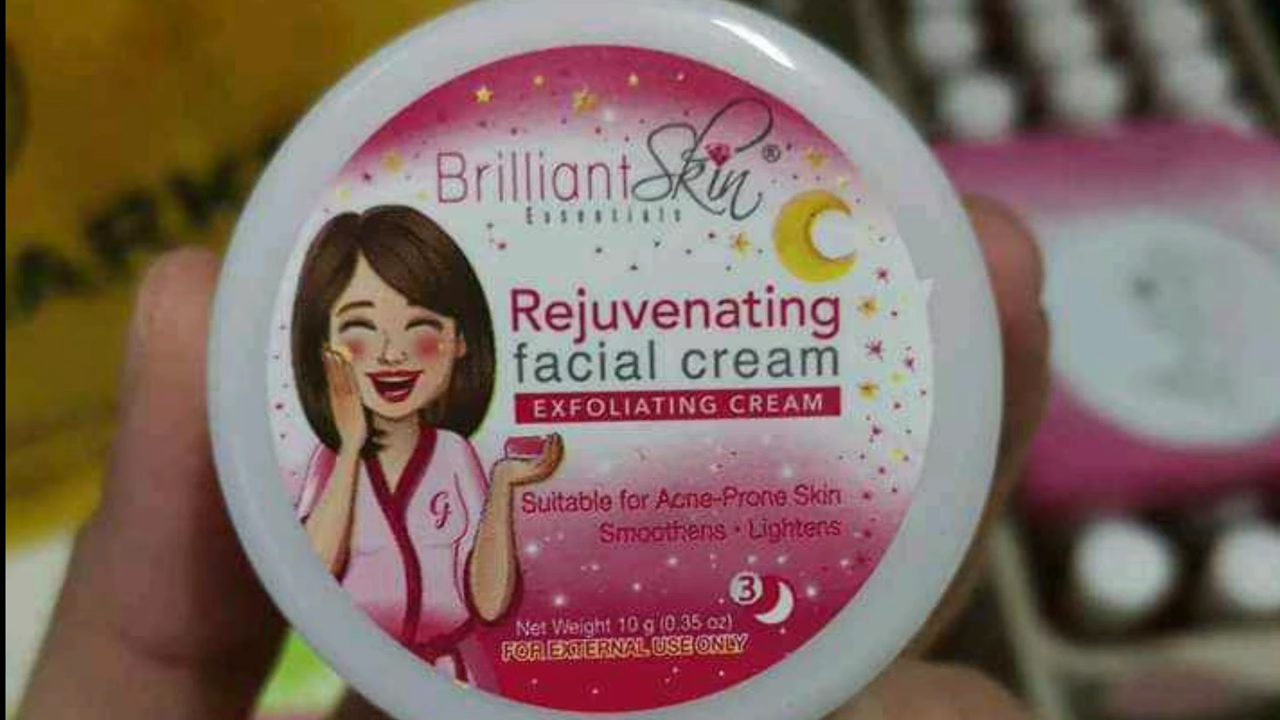 Brilliant Skin®
Essentials
Rejuvenating
facial cream
EXFOLIATING CREAM
Suitable for Acne-Prone Skin
Smoothens • Lightens
3
Net Weight 10 g (0.35 oz)
FOR EXTERNAL USE ONLY